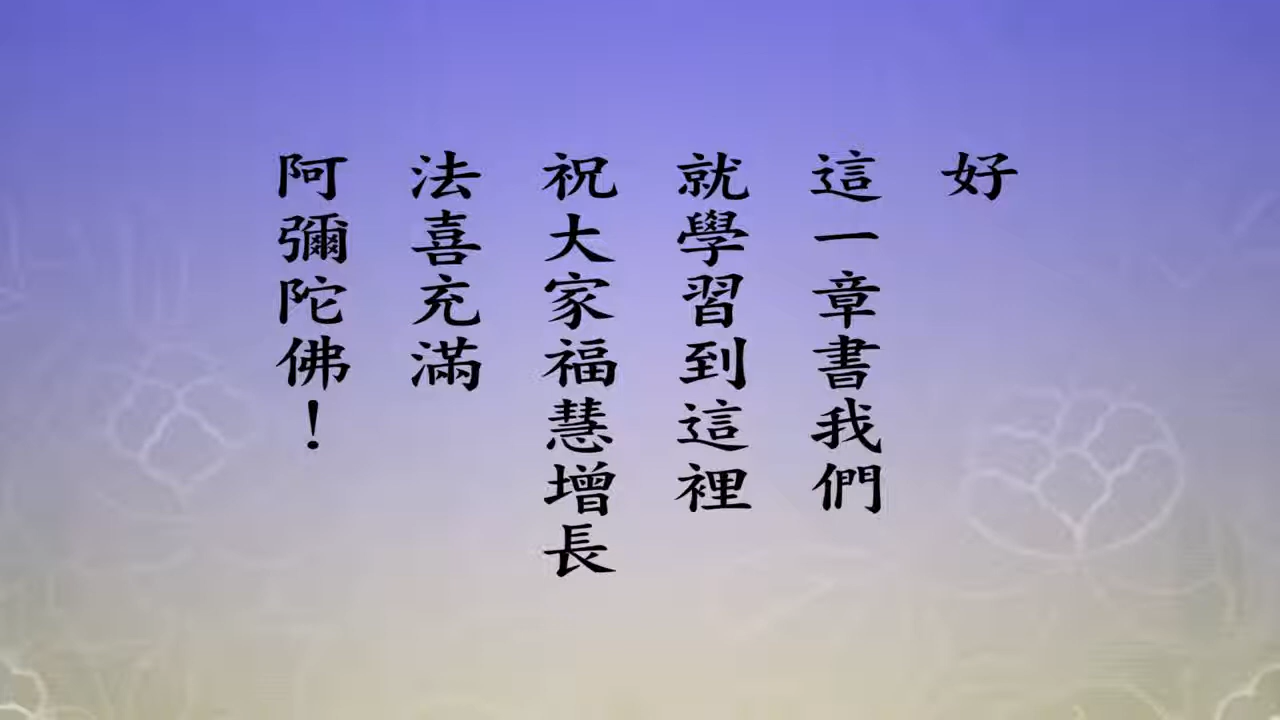 好
這一章書我們
就學習到這裡
祝大家福慧增長
法喜充滿
阿彌陀佛！